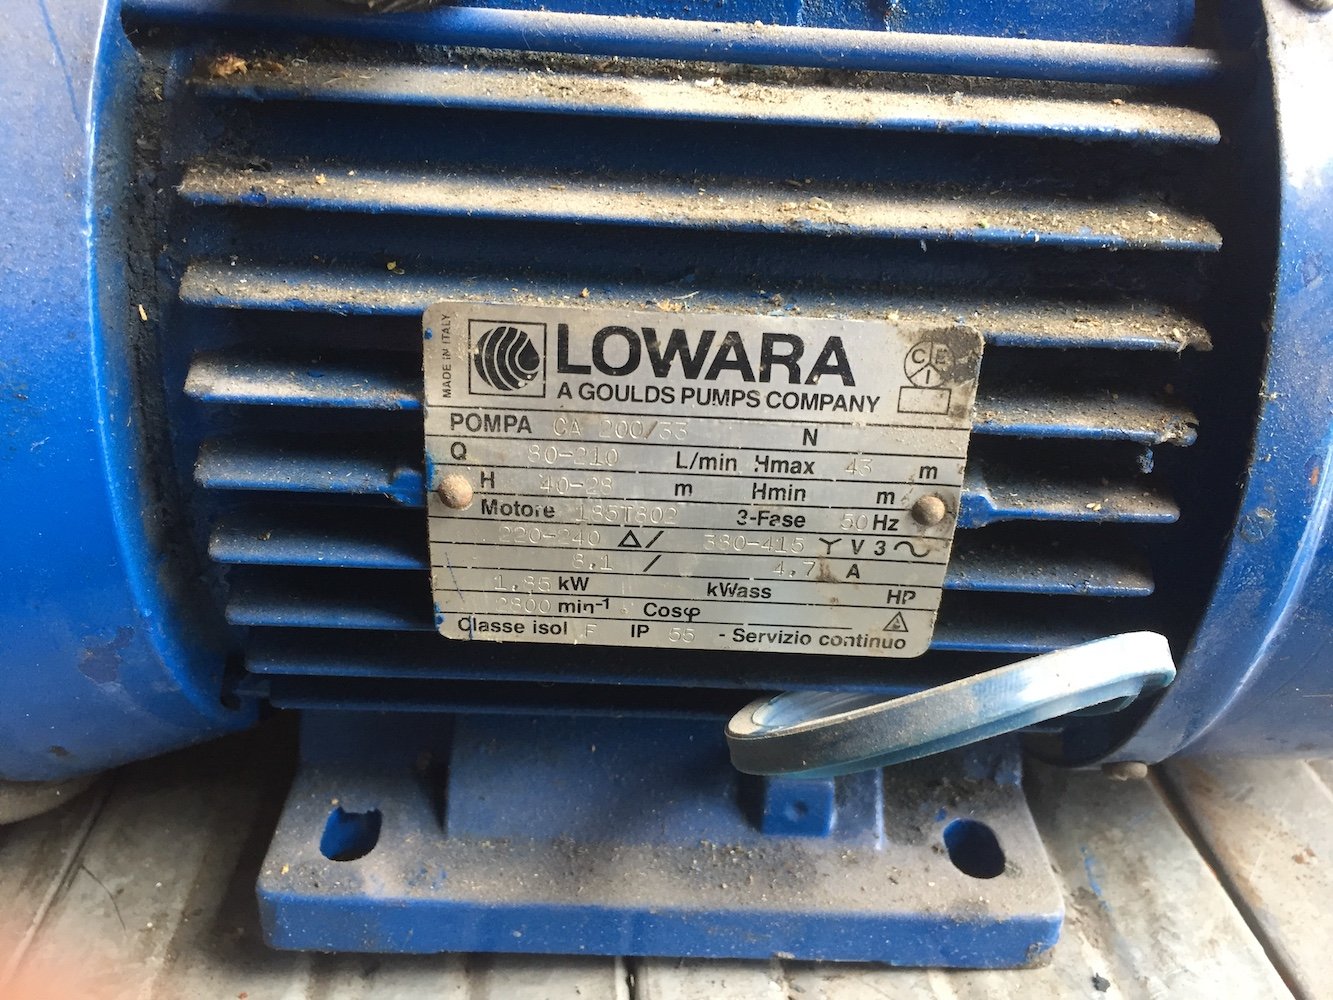 MADE IN ITALY
LOWARA
A GOULDS PUMPS COMPANY
CEI
POMPA CA 200/33 N
Q 80-210 L/min Hmax 43 m
H 40-28 m Hmin m
Motore 3-Fase 50 Hz
220-240 Δ/ 380-415 Y V 3~
8.1 / 4.7 A
1.85 kW kWass HP
2800 min-1 Cosφ
Classe isol F IP 55 - Servizio continuo